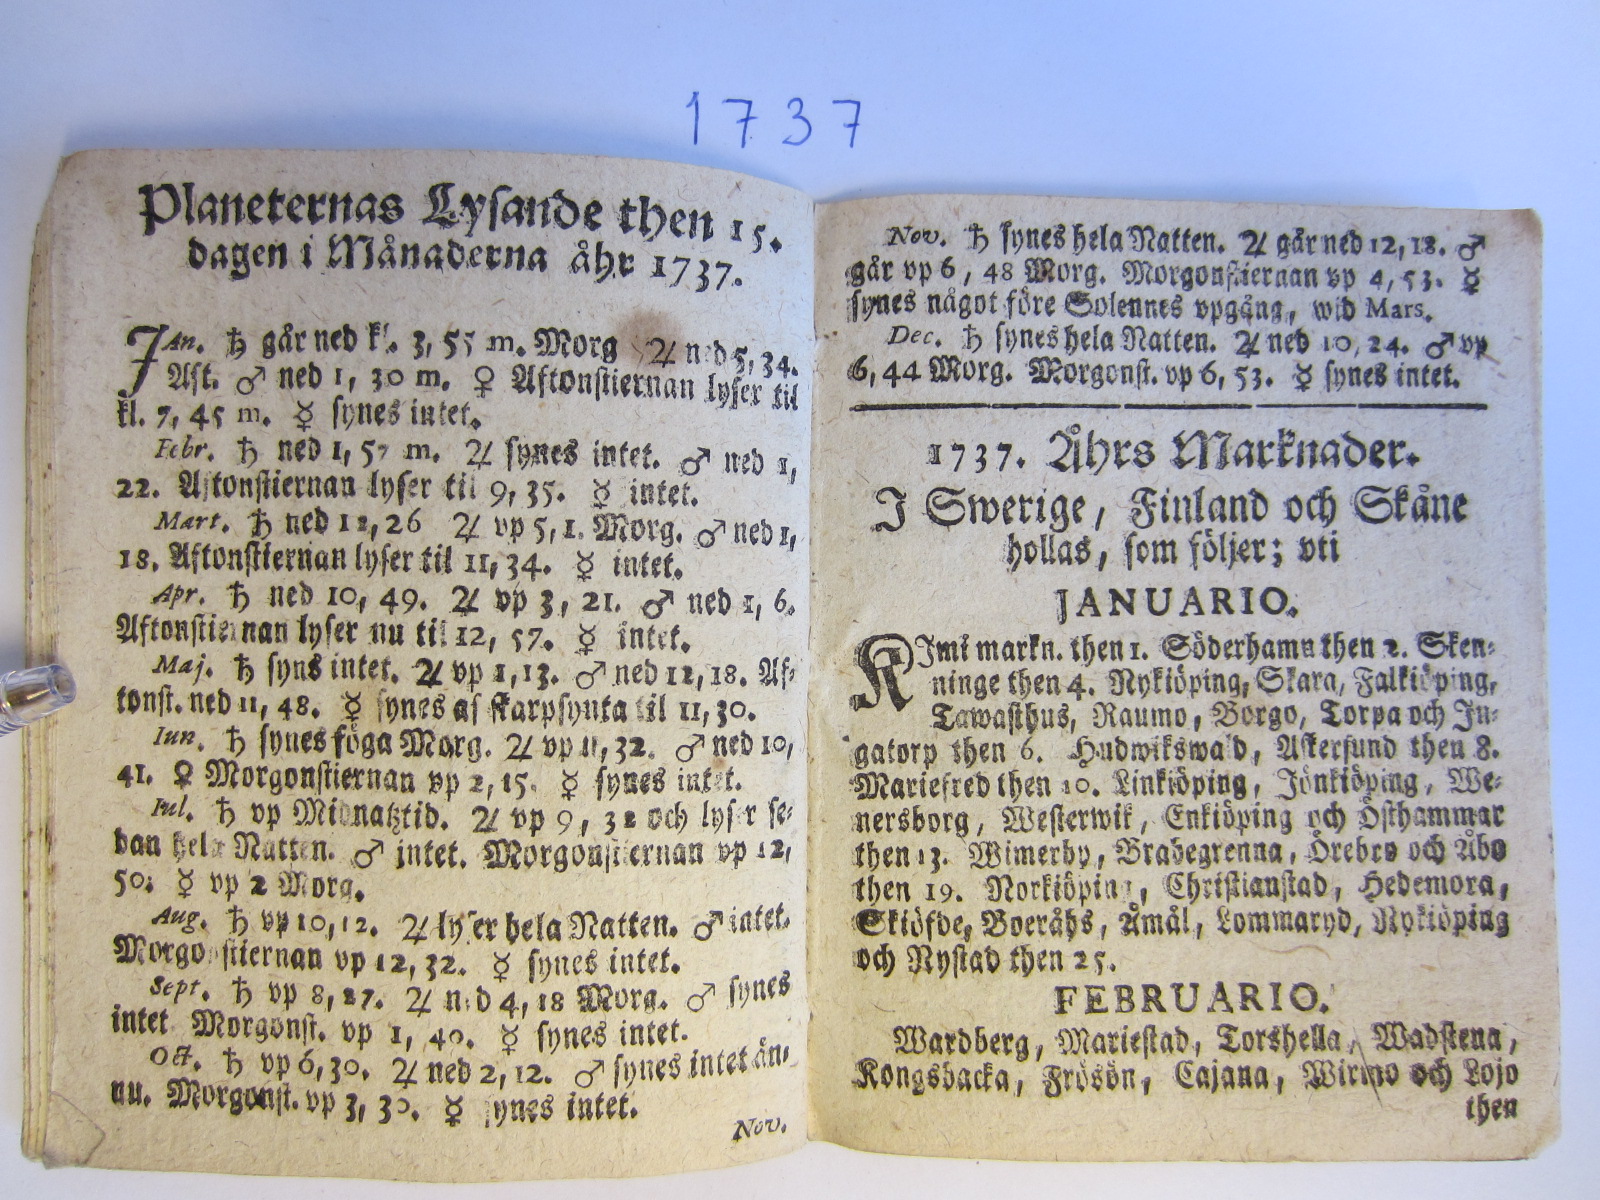 1737
Planeternas Lysande then 15.
dagen i Månaderna åhr 1737.
JAn. ♄ går ned kl. 3, 55 m. Morg ♃ ned 5, 34.
Aft. ♂ ned 1, 30 m. ♀ Aftonstiernan lyser til
kl. 7, 45 m. ☿ synes intet.
Febr. ♄ ned 1, 57 m. ♃ synes intet. ♂ ned 1,
22. Aftonstiernan lyser til 9, 35. ☿ intet.
Mart. ♄ ned 12, 26 ♃ vp 5, 1. Morg. ♂ ned 1,
18. Aftonstiernan lyser til 11, 34. ☿ intet.
Apr. ♄ ned 10, 49. ♃ vp 3, 21. ♂ ned 1, 6.
Aftonstiernan lyser nu til 12, 57. ☿ intet.
Maj. ♄ syns intet. ♃ vp 1, 13. ♂ ned 12, 18. Af-
tonst. ned 11, 48. ☿ synes af skarpsynta til 11, 30.
Iun. ♄ synes föga Morg. ♃ vp 11, 32. ♂ ned 10,
41. ♀ Morgonstiernan vp 2, 15. ☿ synes intet.
Iul. ♄ vp Midnatztid. ♃ vp 9, 32 och lyser se-
dan hela Natten. ♂ intet. Morgonstiernan vp 12,
50. ☿ vp 2 Morg.
Aug. ♄ vp 10, 12. ♃ lyser hela Natten. ♂ intet.
Morgonstiernan vp 12, 32. ☿ synes intet.
Sept. ♄ vp 8, 27. ♃ ned 4, 18 Morg. ♂ synes
intet Morgonst. vp 1, 40. ☿ synes intet.
Oct. ♄ vp 6, 30. ♃ ned 2, 12. ♂ synes intet än-
nu. Morgonst. vp 3, 30. ☿ synes intet.
Nov.
Nov. ♄ synes hela Natten. ♃ går ned 12, 18. ♂
går vp 6, 48 Morg. Morgonstiernan vp 4, 53. ☿
synes något före Solennes vpgång, wid Mars.
Dec. ♄ synes hela Natten. ♃ ned 10, 24. ♂ vp
6, 44 Morg. Morgonst. vp 6, 53. ☿ synes intet.
1737. Åhrs Marknader.
I Swerige, Finland och Skåne
hollas, som följer; vti
JANUARIO.
KImi markn. then 1. Söderhamn then 2. Sken-
ninge then 4. Nykiöping, Skara, Falkiöping,
Tawasthus, Raumo, Borgo, Torpa och In-
gatorp then 6. Hudwikswald, Askersund then 8.
Mariefred then 10. Linkiöping, Jönkiöping, We-
nersborg, Westerwik, Enkiöping och Östhammar
then 13. Wimerby, Brahegrenna, Örebro och Åbo
then 19. Norkiöping, Christianstad, Hedemora,
Skiöfde, Boeråhs, Åmål, Lommaryd, Nykiöping
och Nystad then 25.
FEBRUARIO.
Wardberg, Mariestad, Torshella, Wadstena,
Kongsbacka, Frösön, Cajana, Wirmo och Lojo
then